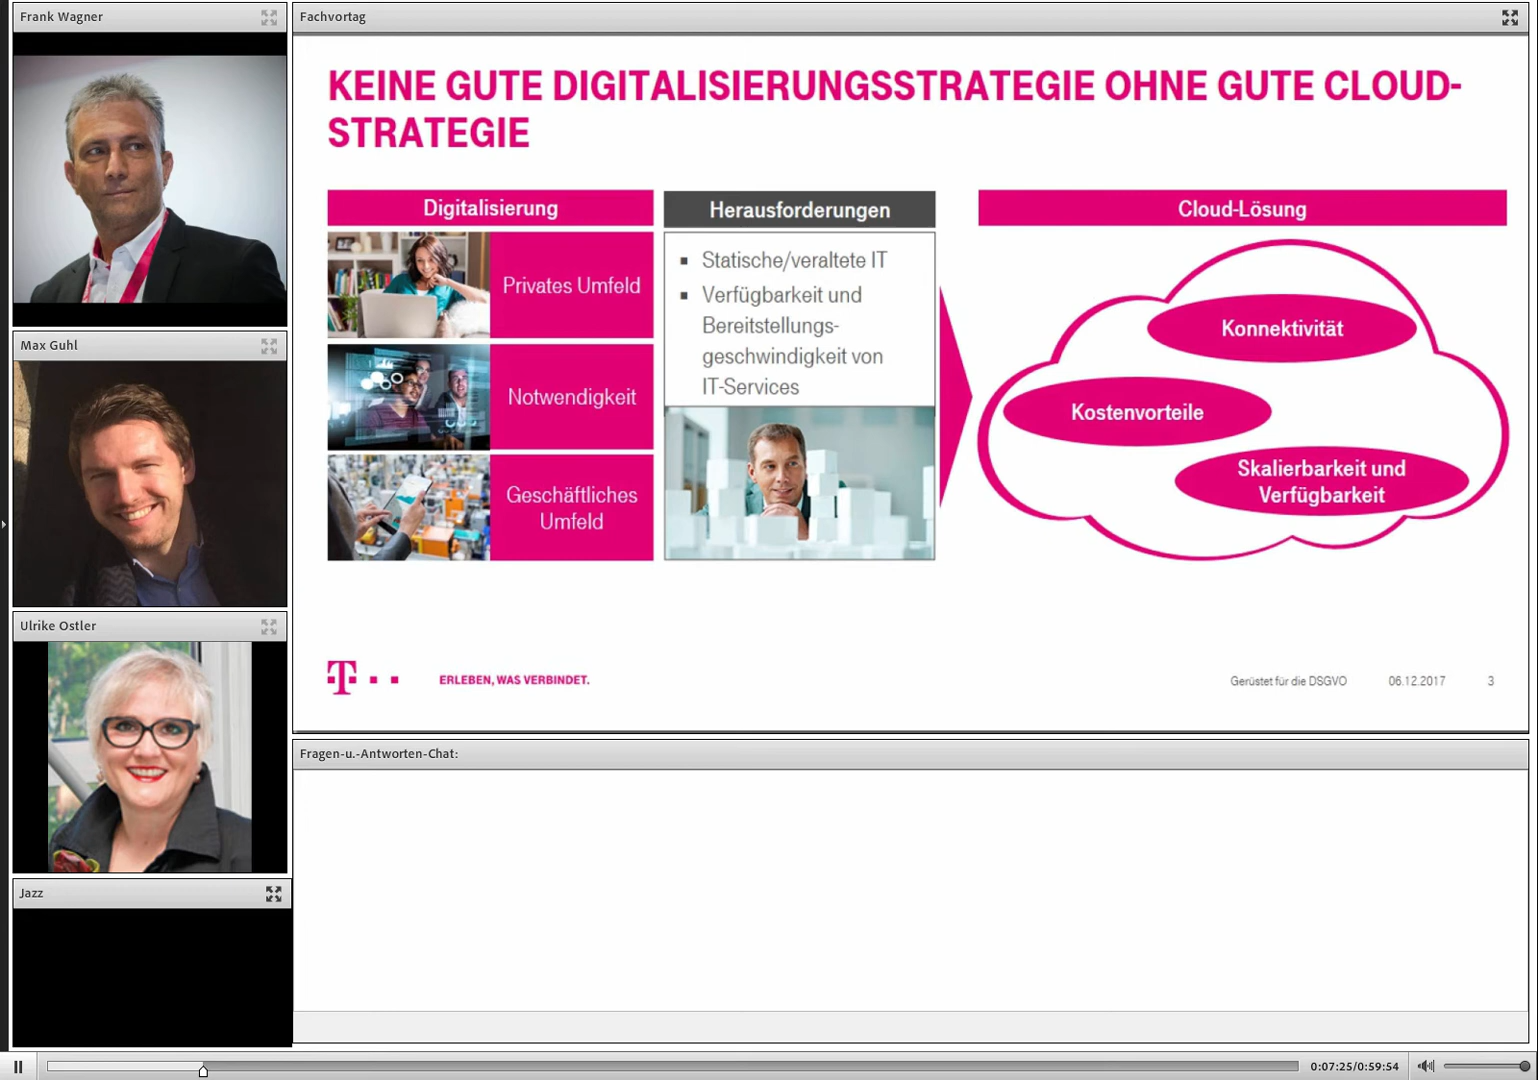 Frank Wagner
Max Guhl
Ulrike Ostler
Jazz
Fachvortag
KEINE GUTE DIGITALISIERUNGSSTRATEGIE OHNE GUTE CLOUD-
STRATEGIE
Digitalisierung
Privates Umfeld
Notwendigkeit
Geschäftliches
Umfeld
Herausforderungen
▪ Statische/veraltete IT
▪ Verfügbarkeit und
Bereitstellungs-
geschwindigkeit von
IT-Services
Cloud-Lösung
Konnektivität
Kostenvorteile
Skalierbarkeit und
Verfügbarkeit
T
ERLEBEN, WAS VERBINDET.
Gerüstet für die DSGVO 06.12.2017 3
Fragen-u.-Antworten-Chat:
0:07:25/0:59:54